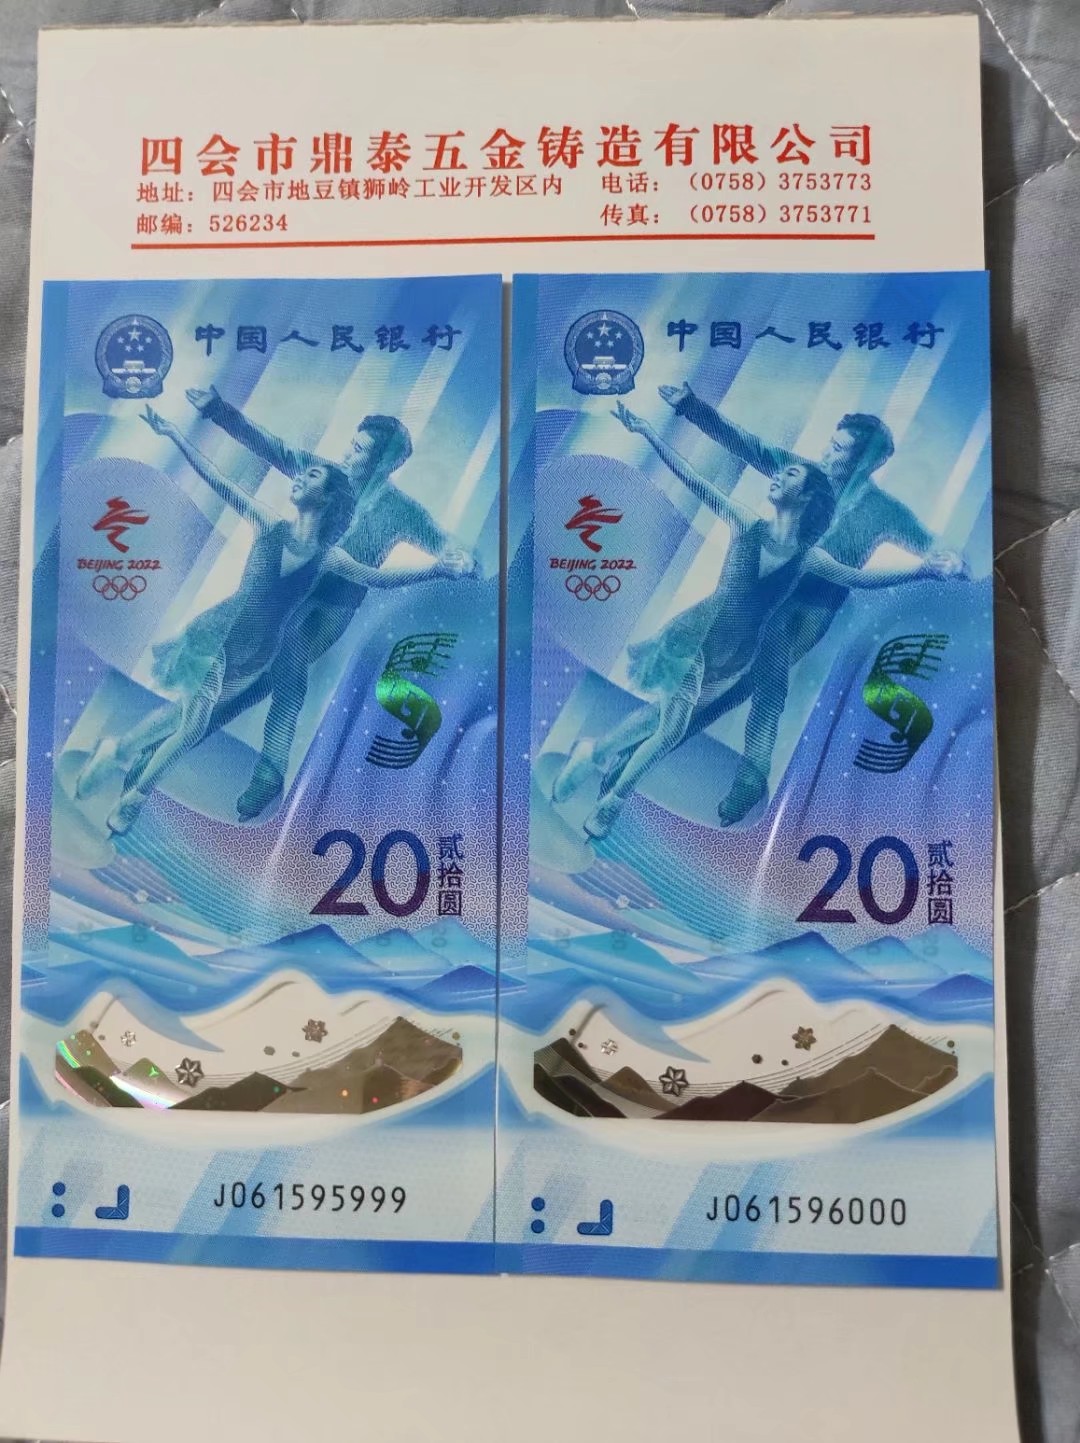 四会市鼎泰五金铸造有限公司
地址：四会市地豆镇狮岭工业开发区内 电话：（0758）3753773
邮编：526234 传真：（0758）3753771
中国人民银行
BEIJING 2022
20
贰拾圆
J061595999
中国人民银行
BEIJING 2022
20
贰拾圆
J061596000